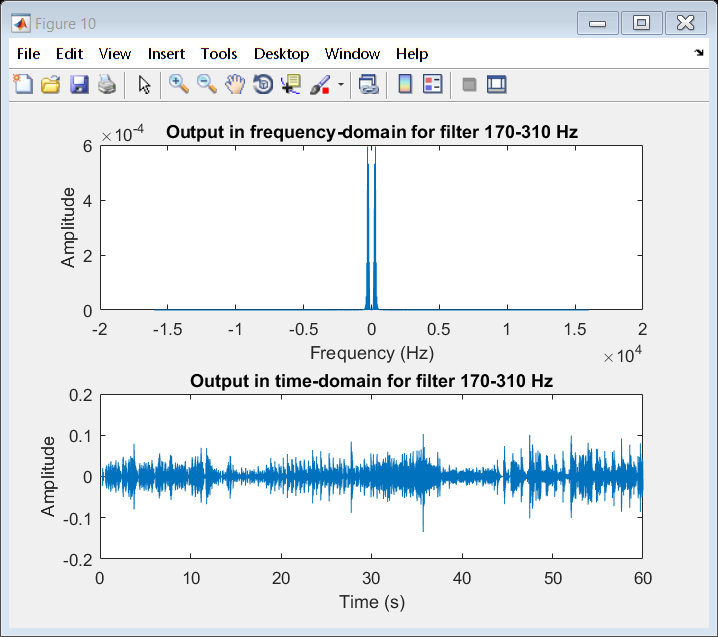 Figure 10
File Edit View Insert Tools Desktop Window Help
×10-4
Output in frequency-domain for filter 170-310 Hz
6
4
2
0
Amplitude
-2 -1.5 -1 -0.5 0 0.5 1 1.5 2
Frequency (Hz)
×10 4
Output in time-domain for filter 170-310 Hz
0.2
0.1
0
-0.1
-0.2
Amplitude
0 10 20 30 40 50 60
Time (s)